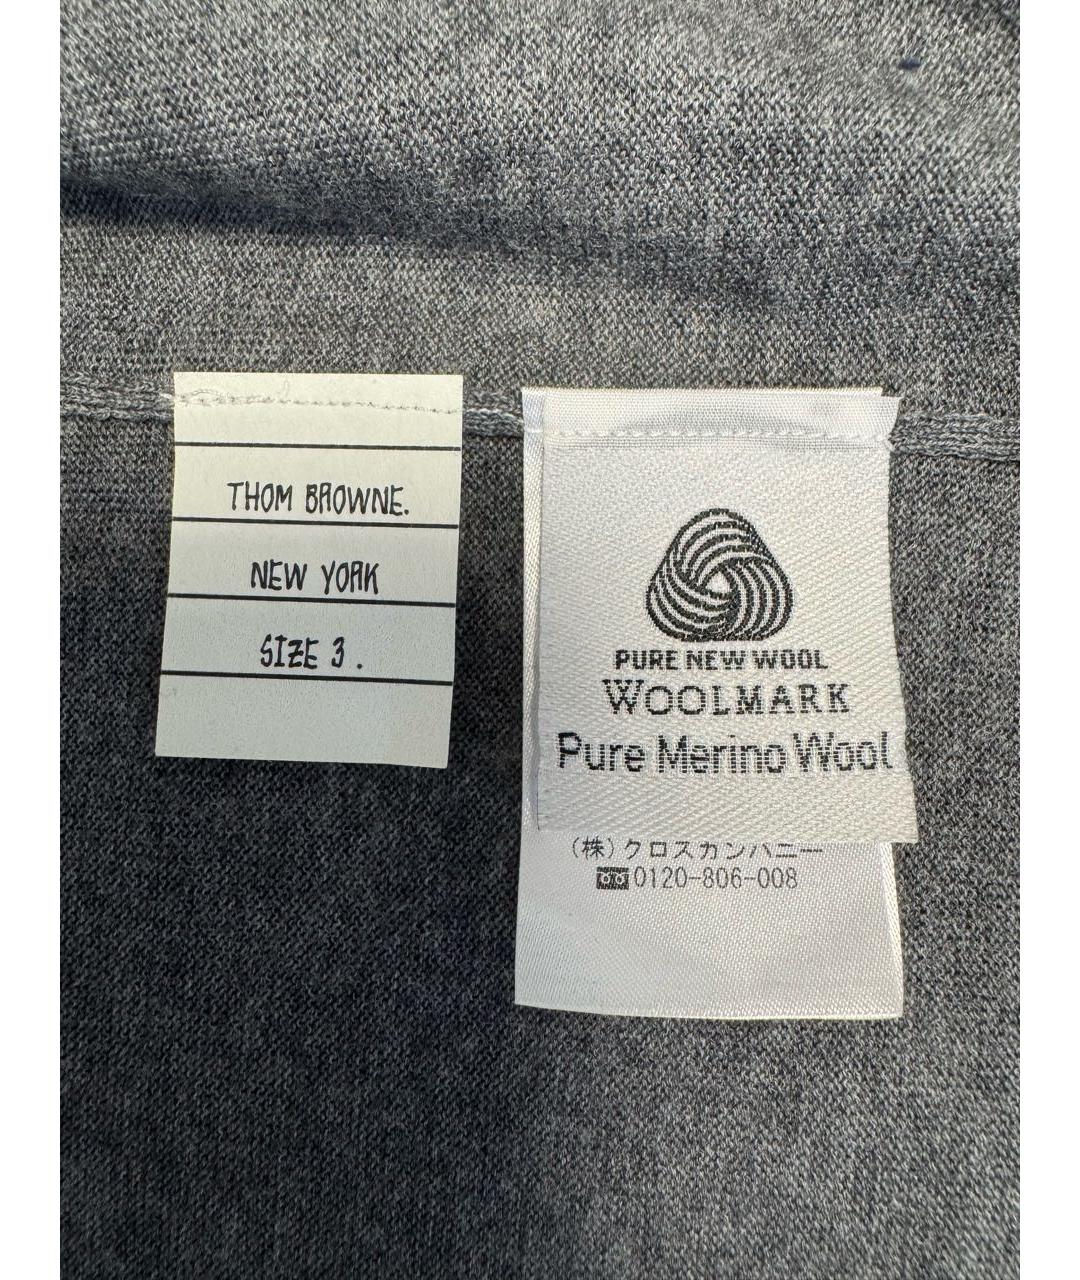 THOM BROWNE.
NEW YORK
SIZE 3.
PURE NEW WOOL
WOOLMARK
Pure Merino Wool
(株)クロスカンパニー
0120-806-008